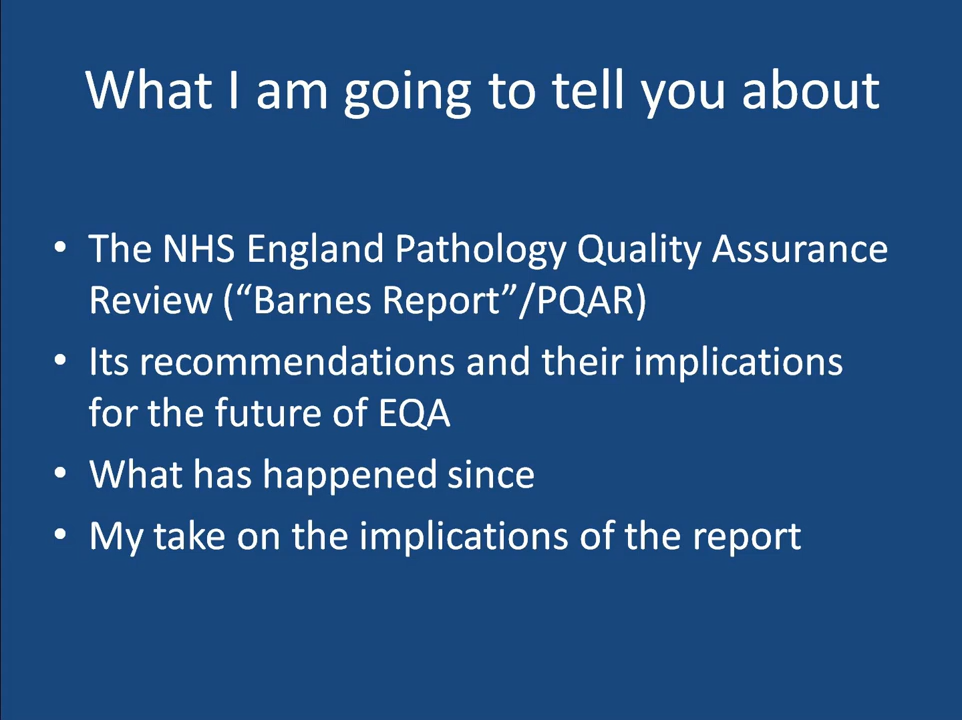 What I am going to tell you about
• The NHS England Pathology Quality Assurance
Review (“Barnes Report”/PQAR)
• Its recommendations and their implications
for the future of EQA
• What has happened since
• My take on the implications of the report